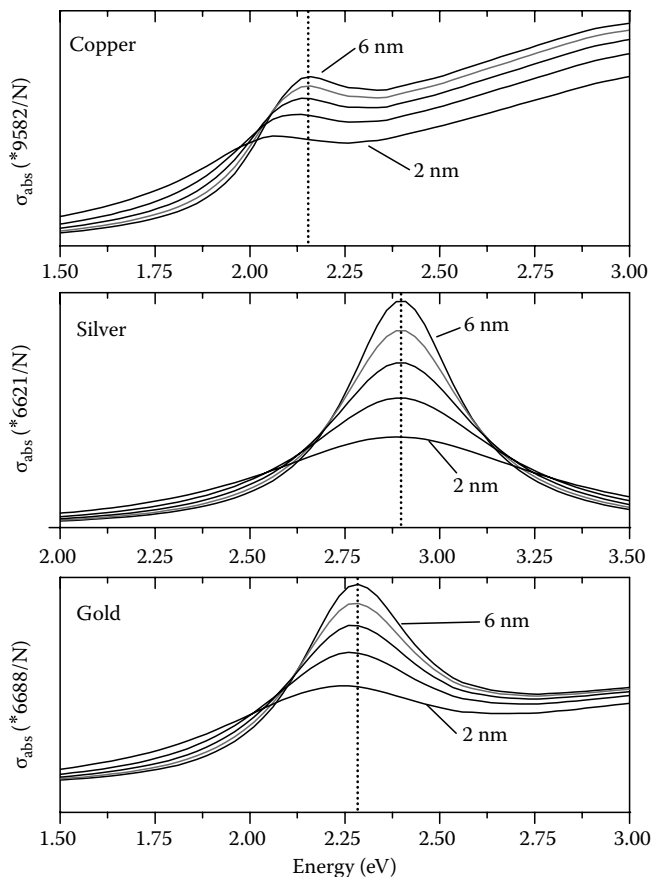 Copper
6 nm
2 nm
σabs (*9582/N)
1.50 1.75 2.00 2.25 2.50 2.75 3.00
Silver
6 nm
2 nm
σabs (*6621/N)
2.00 2.25 2.50 2.75 3.00 3.25 3.50
Gold
6 nm
2 nm
σabs (*6688/N)
1.50 1.75 2.00 2.25 2.50 2.75 3.00
Energy (eV)